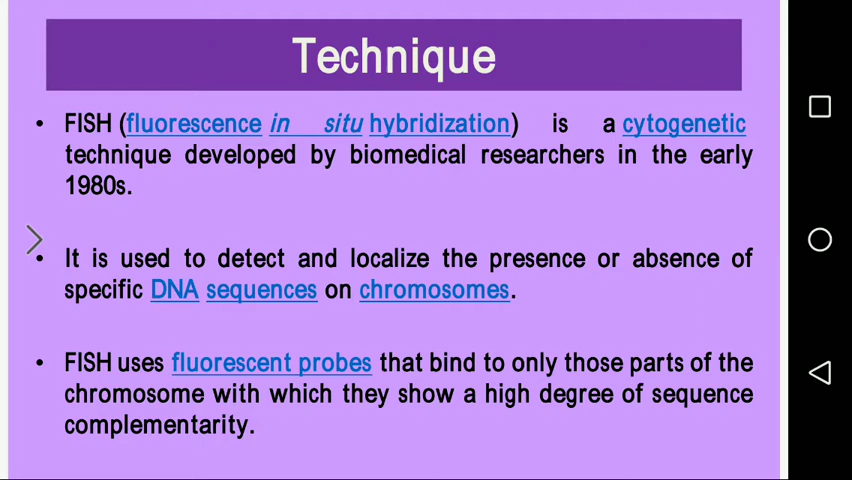 Technique
• FISH (fluorescence in situ hybridization) is a cytogenetic
technique developed by biomedical researchers in the early
1980s.
• It is used to detect and localize the presence or absence of
specific DNA sequences on chromosomes.
• FISH uses fluorescent probes that bind to only those parts of the
chromosome with which they show a high degree of sequence
complementarity.